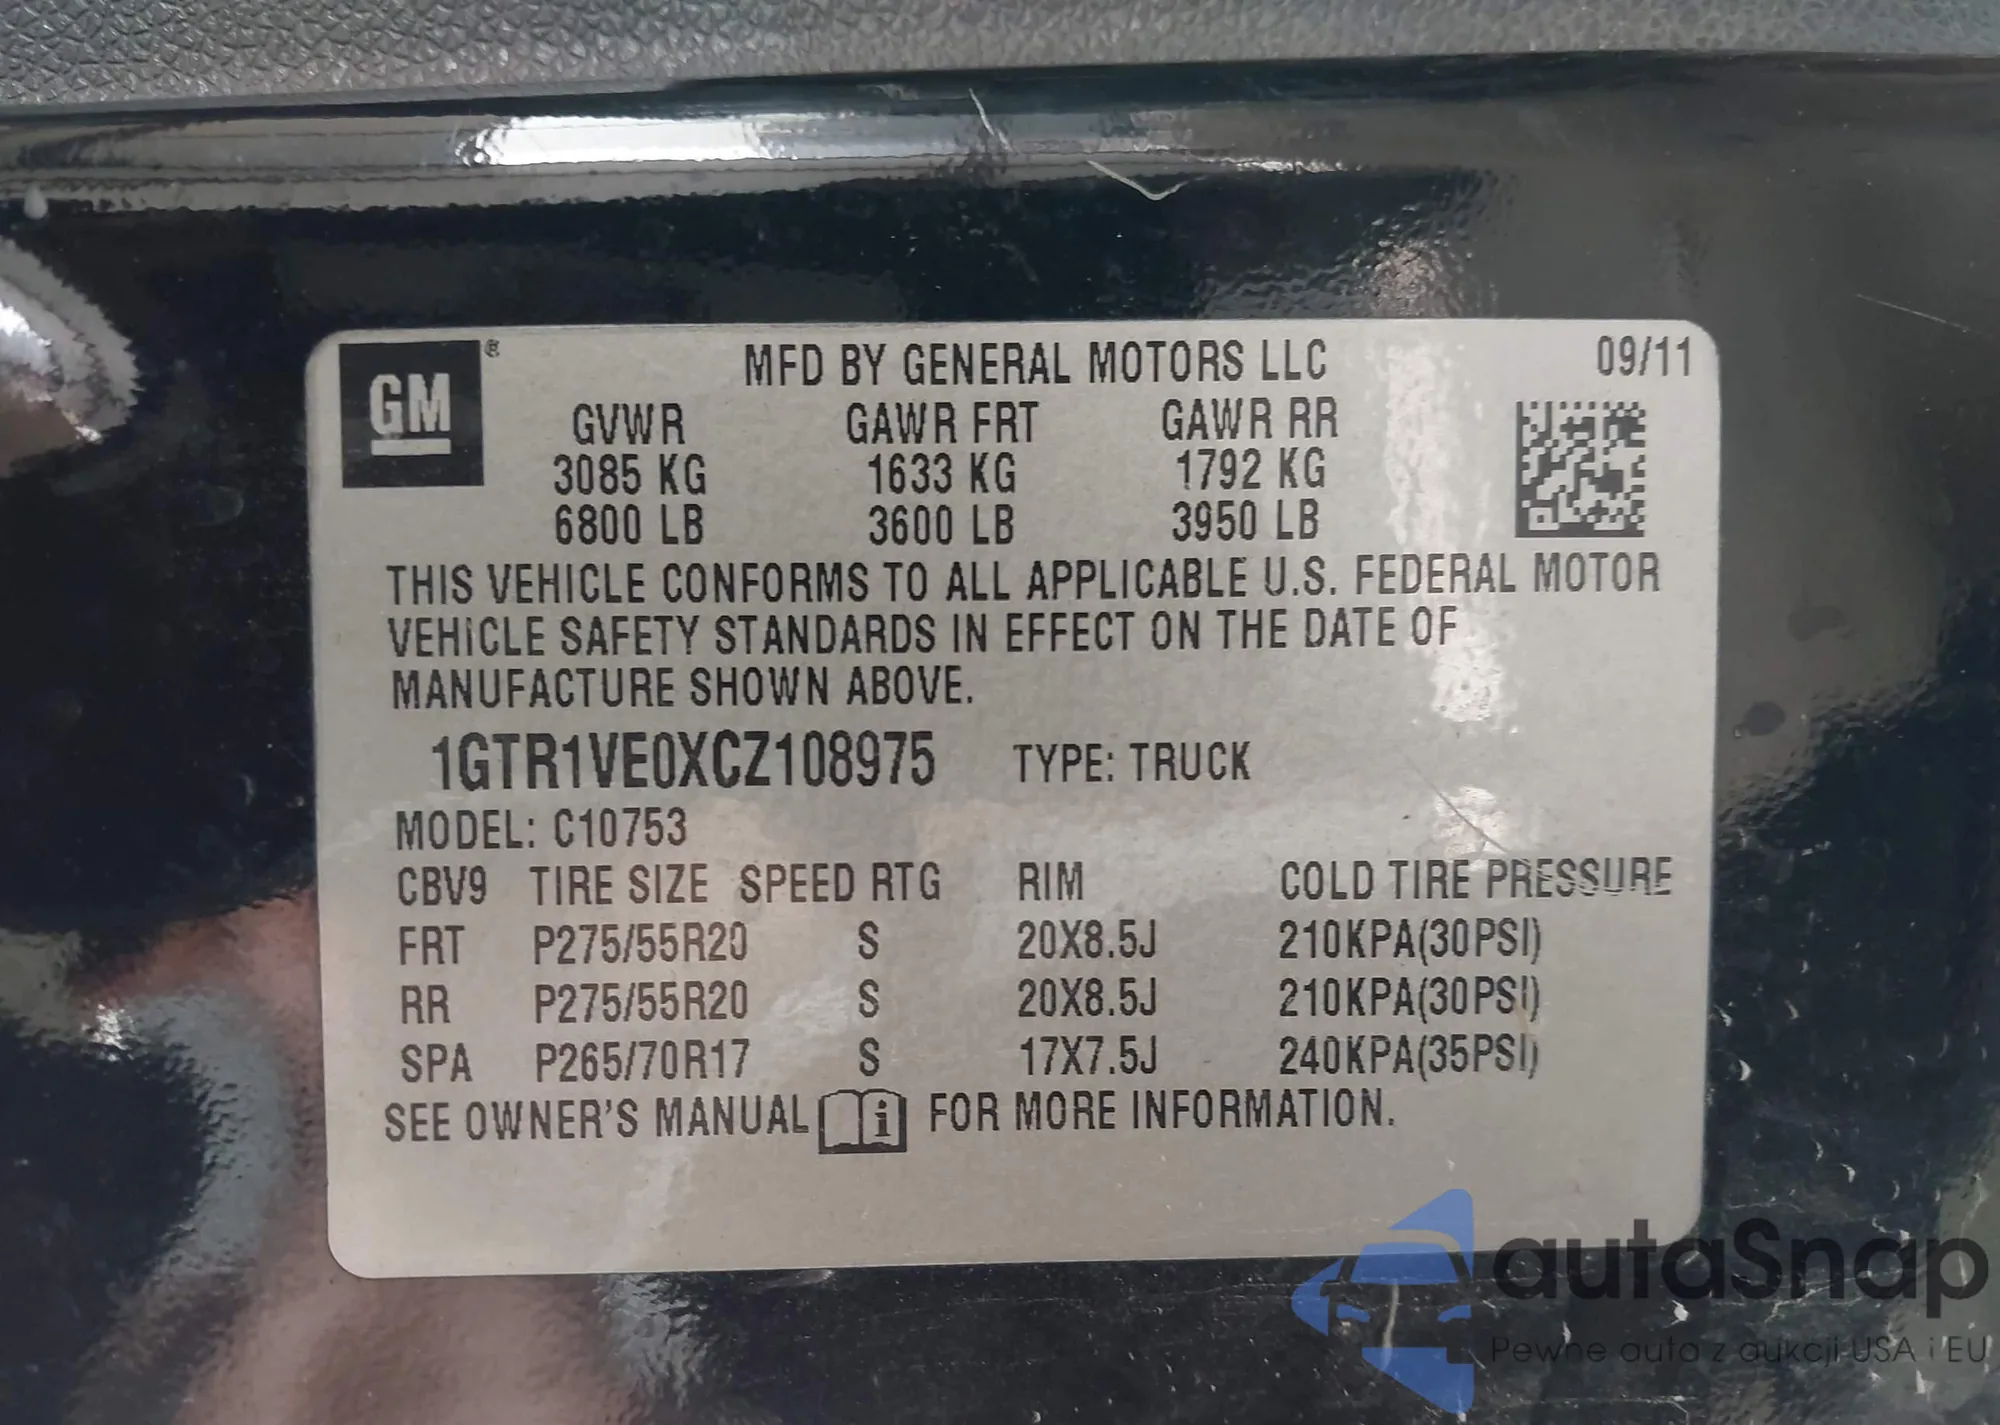 GM ® MFD BY GENERAL MOTORS LLC 09/11
GVWR GAWR FRT GAWR RR
3085 KG 1633 KG 1792 KG
6800 LB 3600 LB 3950 LB
THIS VEHICLE CONFORMS TO ALL APPLICABLE U.S. FEDERAL MOTOR
VEHICLE SAFETY STANDARDS IN EFFECT ON THE DATE OF
MANUFACTURE SHOWN ABOVE.
1GTR1VE0XCZ108975 TYPE: TRUCK
MODEL: C10753
CBV9 TIRE SIZE SPEED RTG RIM COLD TIRE PRESSURE
FRT P275/55R20 S 20X8.5J 210KPA(30PSI)
RR P275/55R20 S 20X8.5J 210KPA(30PSI)
SPA P265/70R17 S 17X7.5J 240KPA(35PSI)
SEE OWNER'S MANUAL i FOR MORE INFORMATION.
autaSnap
Pewne auta z aukcji USA i EU